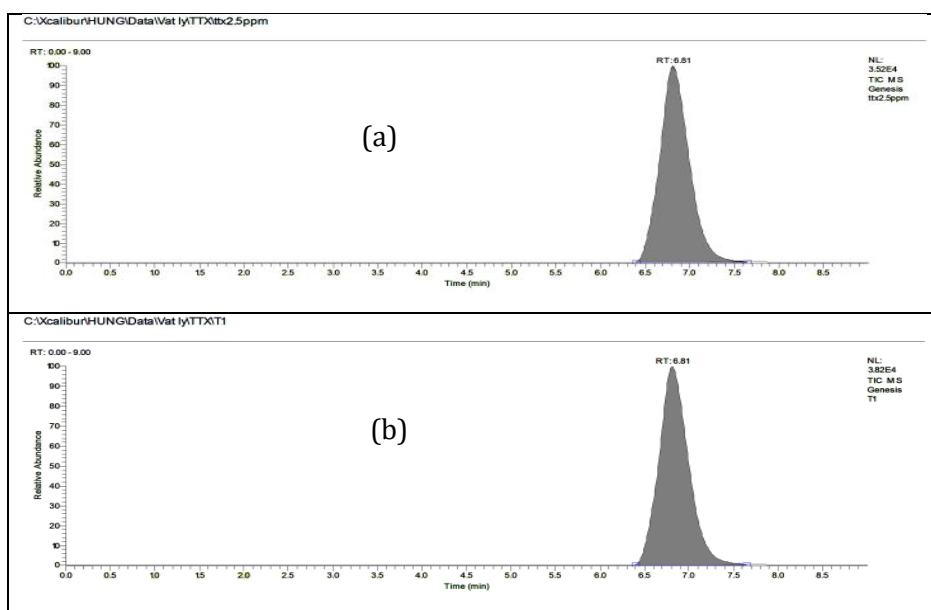 C:\Xcalibur\HUNG\Data\Vat ly\TTX\ttx2.5ppm
RT: 0.00 - 9.00
RT: 6.81
NL:
3.52E4
TIC MS
Genesis
ttx2.5ppm
(a)
Relative Abundance
100
90
80
70
60
50
40
30
20
10
0
0.0 0.5 1.0 1.5 2.0 2.5 3.0 3.5 4.0 4.5 5.0 5.5 6.0 6.5 7.0 7.5 8.0 8.5
Time (min)
C:\Xcalibur\HUNG\Data\Vat ly\TTX\T1
RT: 0.00 - 9.00
RT: 6.81
NL:
3.82E4
TIC MS
Genesis
T1
(b)
Relative Abundance
100
90
80
70
60
50
40
30
20
10
0
0.0 0.5 1.0 1.5 2.0 2.5 3.0 3.5 4.0 4.5 5.0 5.5 6.0 6.5 7.0 7.5 8.0 8.5
Time (min)